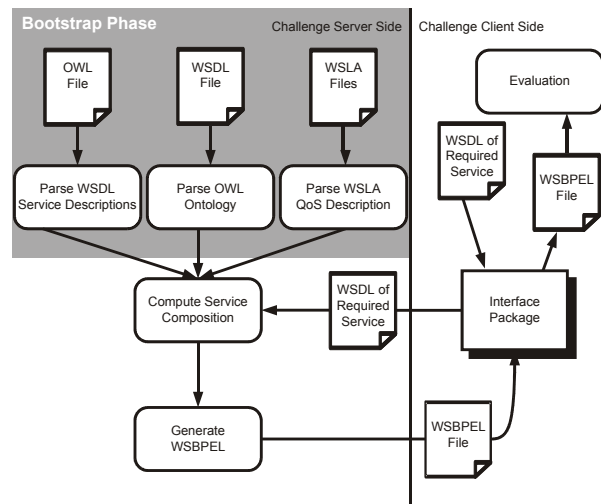 Bootstrap Phase
Challenge Server Side
Challenge Client Side
OWL
File
WSDL
File
WSLA
Files
Evaluation
WSDL of
Required
Service
WSBPEL
File
Parse WSDL
Service Descriptions
Parse OWL
Ontology
Parse WSLA
QoS Description
Compute Service
Composition
WSDL of
Required
Service
Interface
Package
Generate
WSBPEL
WSBPEL
File